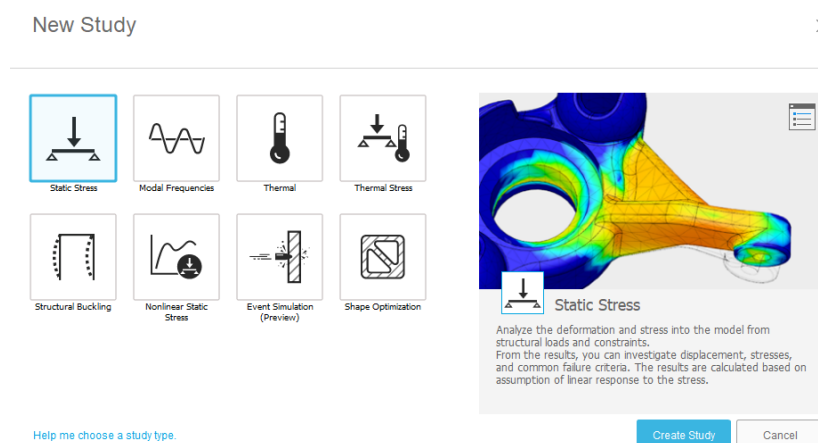 New Study
Static Stress
Modal Frequencies
Thermal
Thermal Stress
Structural Buckling
Nonlinear Static
Stress
Event Simulation
(Preview)
Shape Optimization
Static Stress
Analyze the deformation and stress into the model from
structural loads and constraints.
From the results, you can investigate displacement, stresses,
and common failure criteria. The results are calculated based on
assumption of linear response to the stress.
Help me choose a study type.
Create Study
Cancel